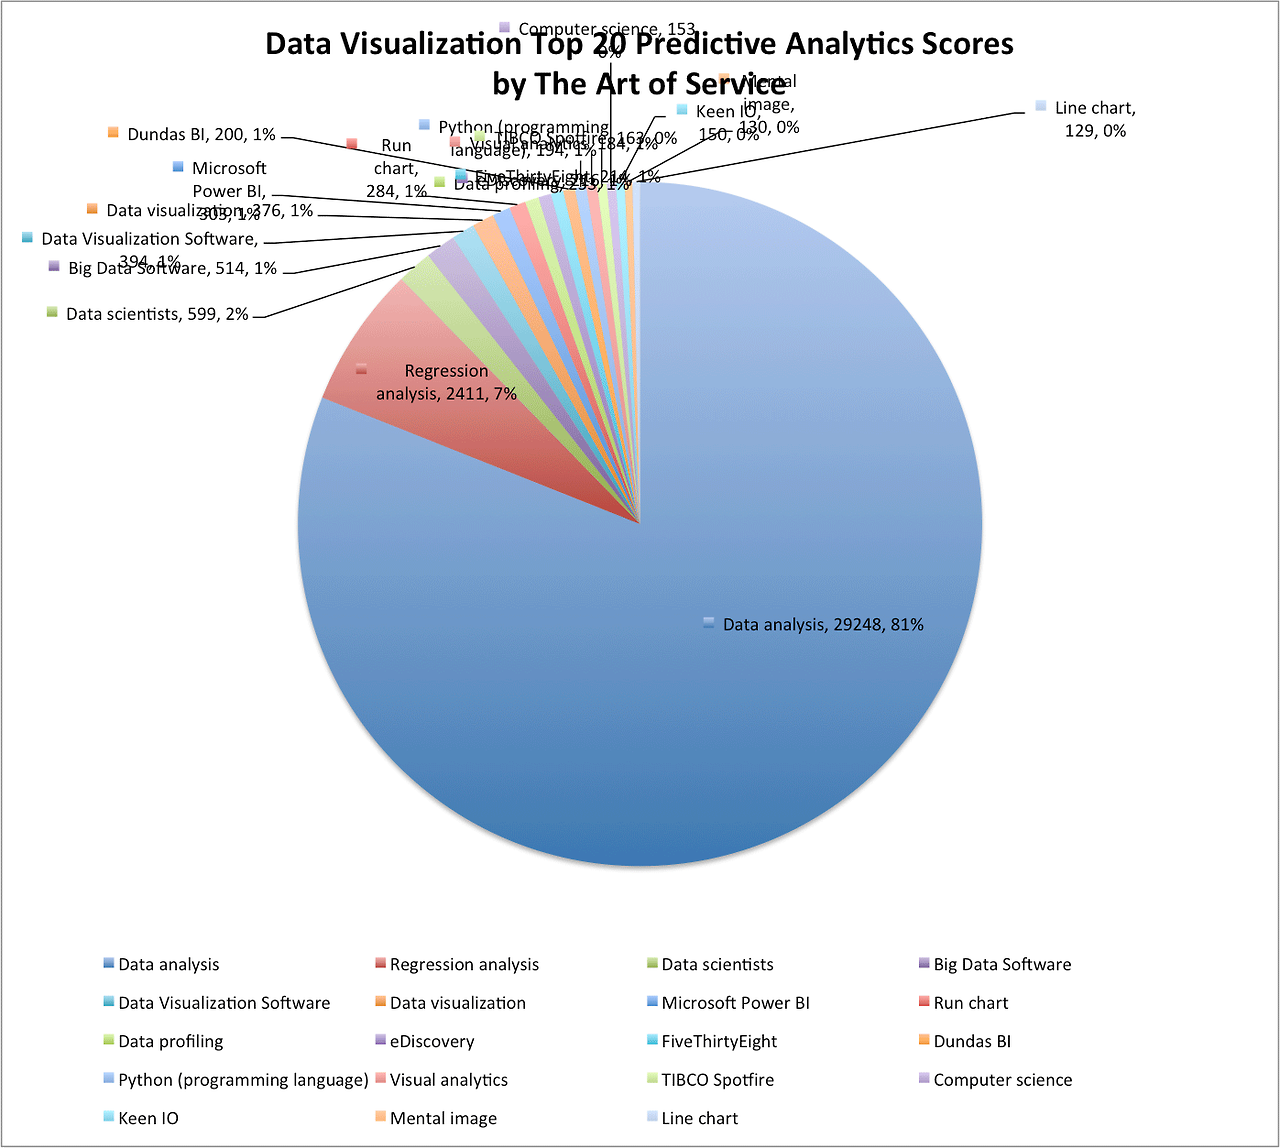 Computer science, 153,
0%
Data Visualization Top 20 Predictive Analytics Scores
by The Art of Service
Mental
image,
130, 0%
Keen IO,
150, 0%
Line chart,
129, 0%
Dundas BI, 200, 1%
Python (programming
language), 194, 1%
TIBCO Spotfire, 163, 0%
Visual analytics, 184, 1%
Run
chart,
284, 1%
Microsoft
Power BI,
303, 1%
FiveThirtyEight, 214, 1%
Data profiling, 233, 1%
Data visualization, 376, 1%
Data Visualization Software,
394, 1%
Big Data Software, 514, 1%
Data scientists, 599, 2%
Regression
analysis, 2411, 7%
Data analysis, 29248, 81%
Data analysis
Regression analysis
Data scientists
Big Data Software
Data Visualization Software
Data visualization
Microsoft Power BI
Run chart
Data profiling
eDiscovery
FiveThirtyEight
Dundas BI
Python (programming language)
Visual analytics
TIBCO Spotfire
Computer science
Keen IO
Mental image
Line chart